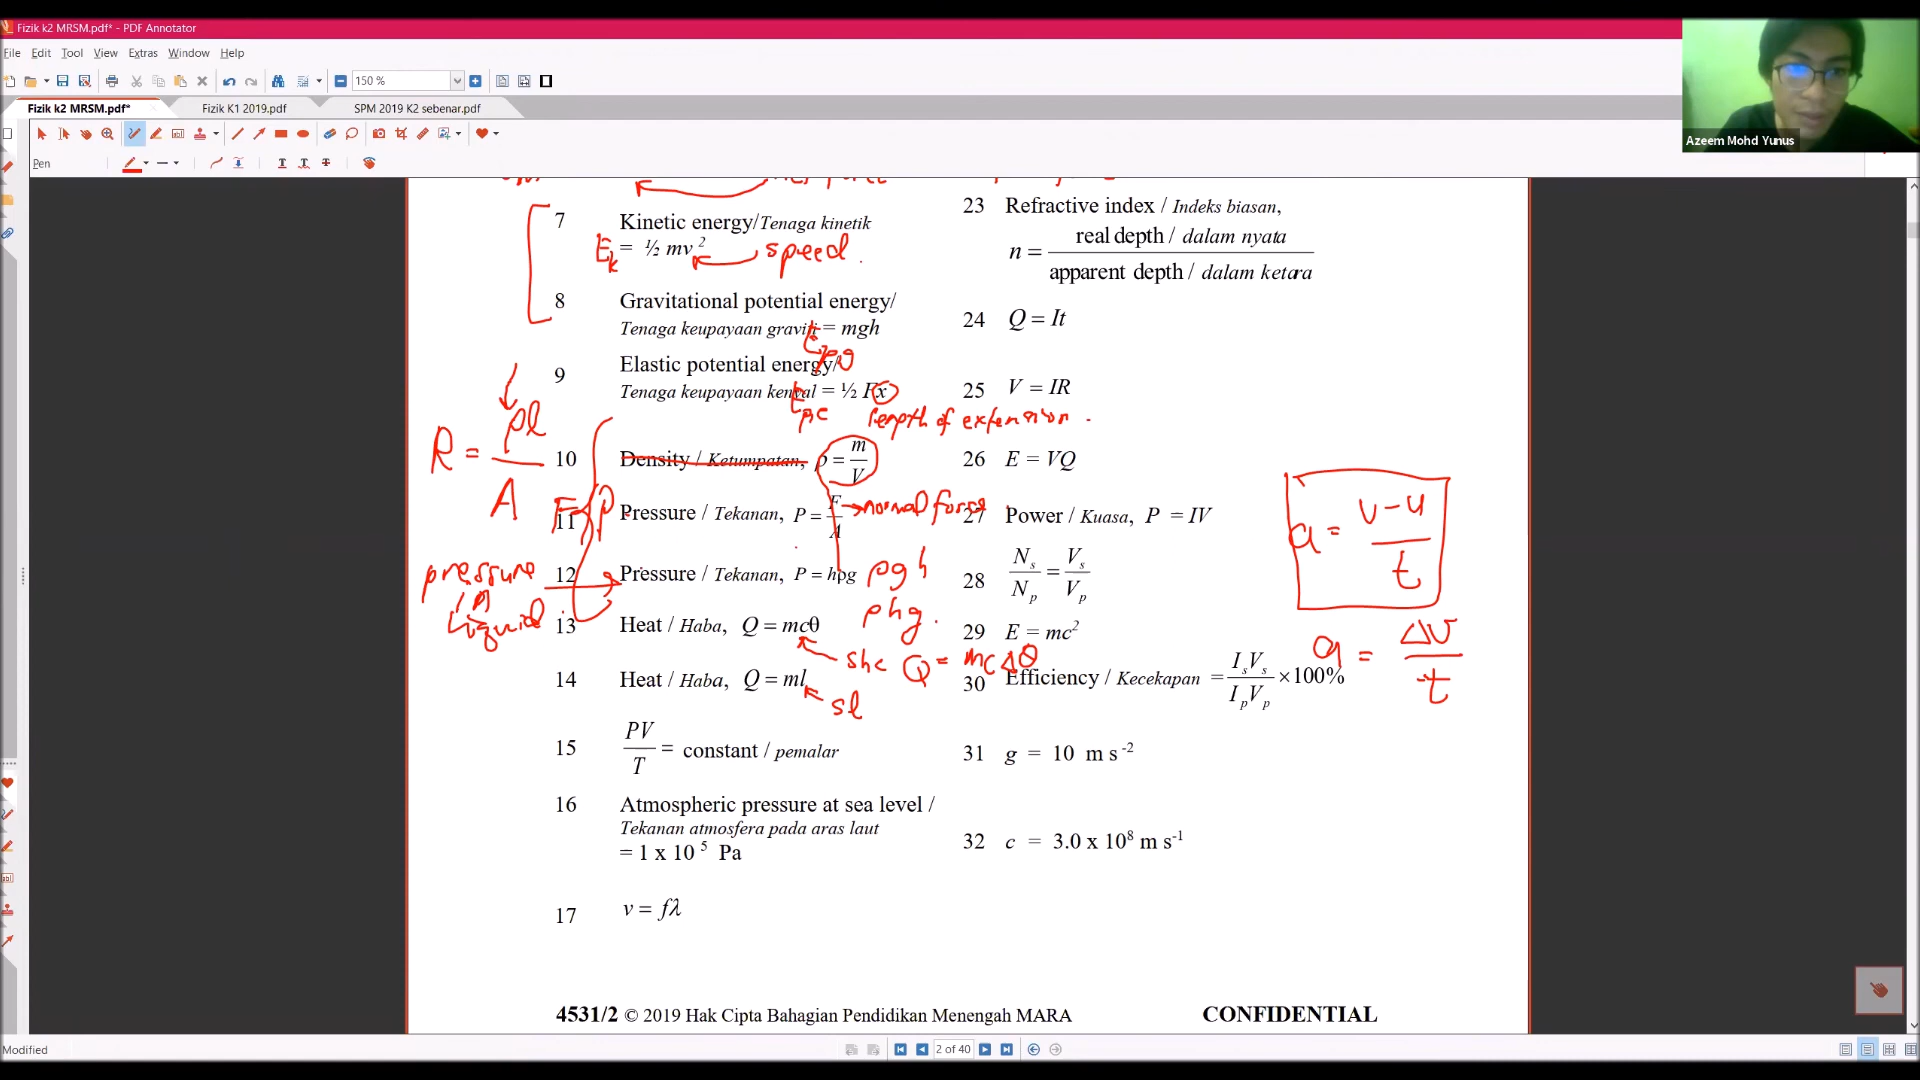 Fizik k2 MRSM.pdf* - PDF Annotator
File Edit Tool View Extras Window Help
150 %
Fizik k2 MRSM.pdf* Fizik K1 2019.pdf SPM 2019 K2 sebenar.pdf
Pen
Azeem Mohd Yunus
7 Kinetic energy/Tenaga kinetik
Ek = ½ mv² speed.
8 Gravitational potential energy/
Tenaga keupayaan graviti = mgh
9 Elastic potential energy/
Tenaga keupayaan kenyal = ½ Fx
length of extension.
R = ρl / A
10 Density / Ketumpatan, ρ = m / V
11 Pressure / Tekanan, P = F / A normal force
12 Pressure / Tekanan, P = hρg ρgh
ρhg.
pressure in liquid
13 Heat / Haba, Q = mcθ
shc Q = mcΔθ
14 Heat / Haba, Q = ml
sl
15 PV / T = constant / pemalar
16 Atmospheric pressure at sea level /
Tekanan atmosfera pada aras laut
= 1 x 10⁵ Pa
17 v = fλ
23 Refractive index / Indeks biasan,
n = real depth / dalam nyata
apparent depth / dalam ketara
24 Q = It
25 V = IR
26 E = VQ
27 Power / Kuasa, P = IV
28 Ns / Np = Vs / Vp
29 E = mc²
30 Efficiency / Kecekapan = IsVs / IpVp × 100%
31 g = 10 m s⁻²
32 c = 3.0 x 10⁸ m s⁻¹
a = v - u / t
a = Δv / t
4531/2 © 2019 Hak Cipta Bahagian Pendidikan Menengah MARA CONFIDENTIAL
Modified
2 of 40